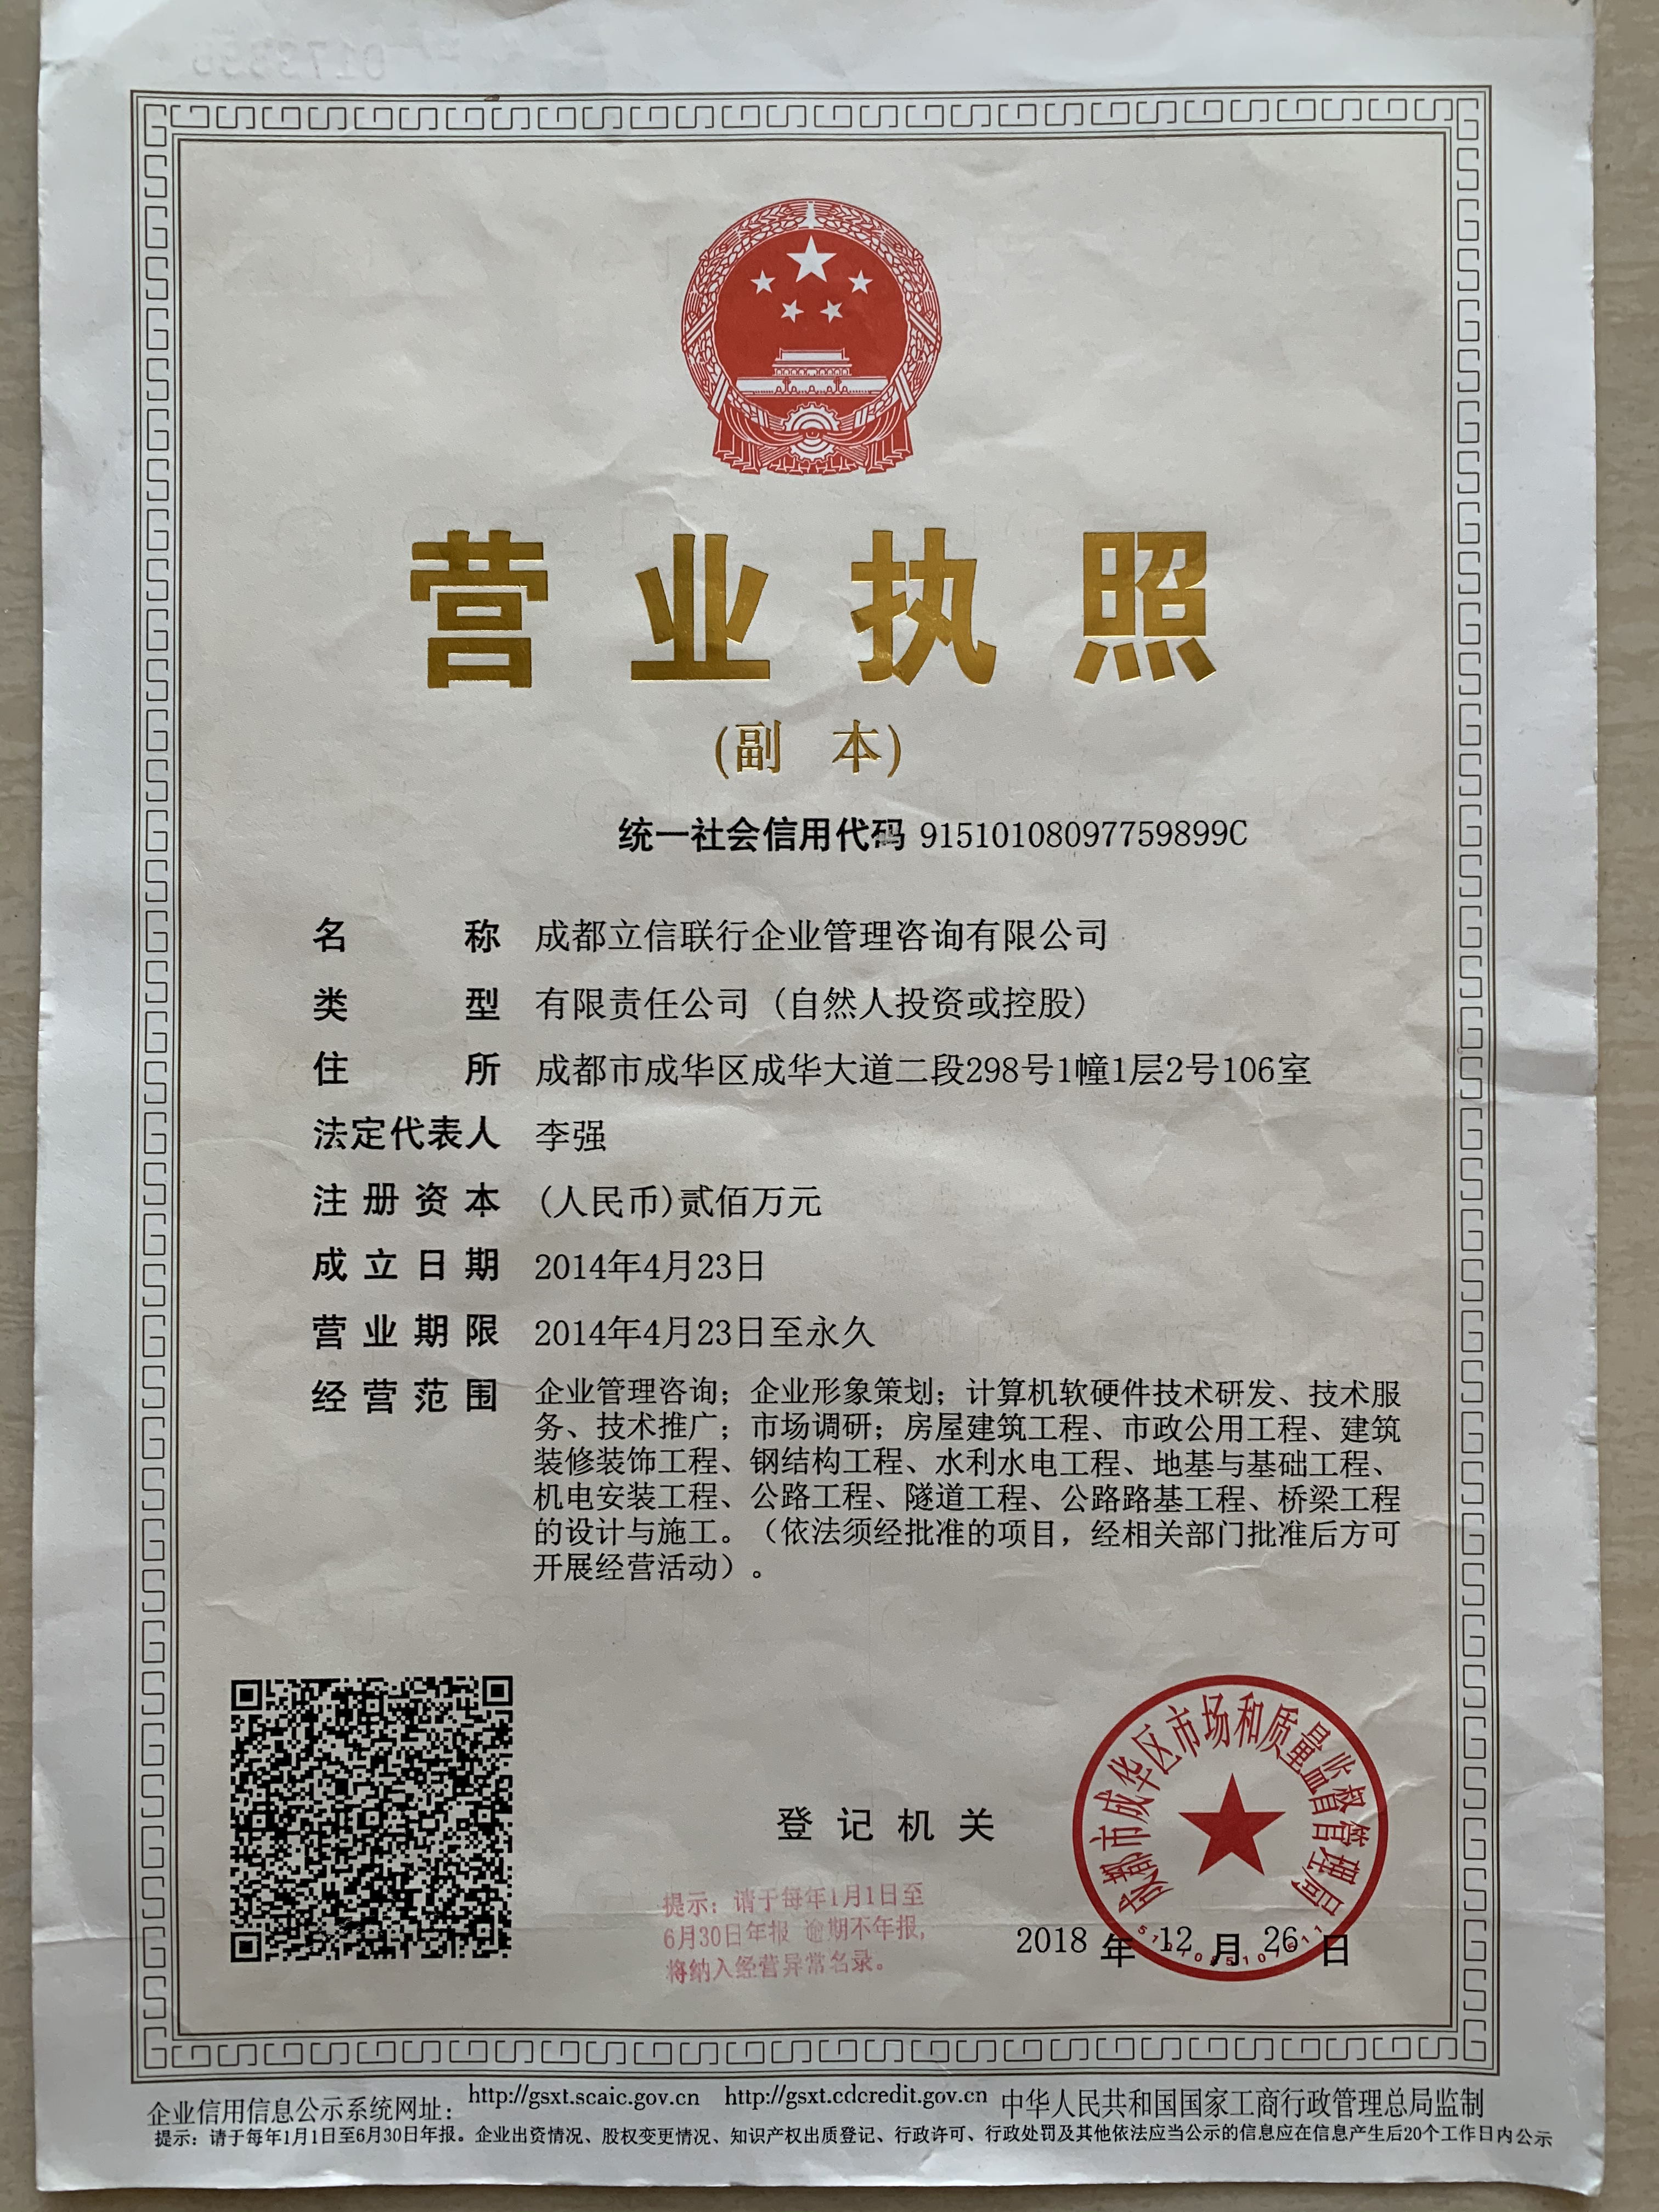 营业执照
(副 本)
统一社会信用代码 91510108097759899C
名 称 成都立信联行企业管理咨询有限公司
类 型 有限责任公司（自然人投资或控股）
住 所 成都市成华区成华大道二段298号1幢1层2号106室
法定代表人 李强
注册资本 (人民币)贰佰万元
成立日期 2014年4月23日
营业期限 2014年4月23日至永久
经营范围 企业管理咨询；企业形象策划；计算机软硬件技术研发、技术服
务、技术推广；市场调研；房屋建筑工程、市政公用工程、建筑
装修装饰工程、钢结构工程、水利水电工程、地基与基础工程、
机电安装工程、公路工程、隧道工程、公路路基工程、桥梁工程
的设计与施工。（依法须经批准的项目，经相关部门批准后方可
开展经营活动）。
成都市成华区市场和质量监督管理局
登记机关
提示：请于每年1月1日至
6月30日年报 逾期不年报，
将纳入经营异常名录。
2018 年 12 月 26 日
企业信用信息公示系统网址： http://gsxt.scaic.gov.cn http://gsxt.cdcredit.gov.cn 中华人民共和国国家工商行政管理总局监制
提示：请于每年1月1日至6月30日年报。企业出资情况、股权变更情况、知识产权出质登记、行政许可、行政处罚及其他依法应当公示的信息应在信息产生后20个工作日内公示